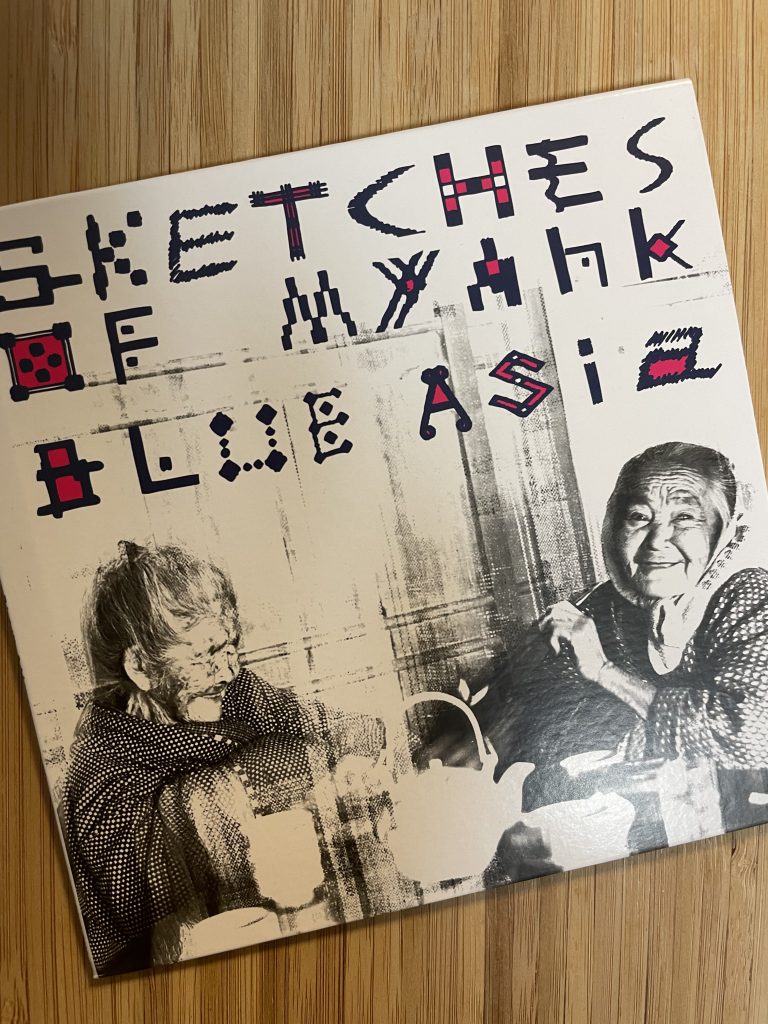 SKETCHES
OF MYAhk
BLUE ASia